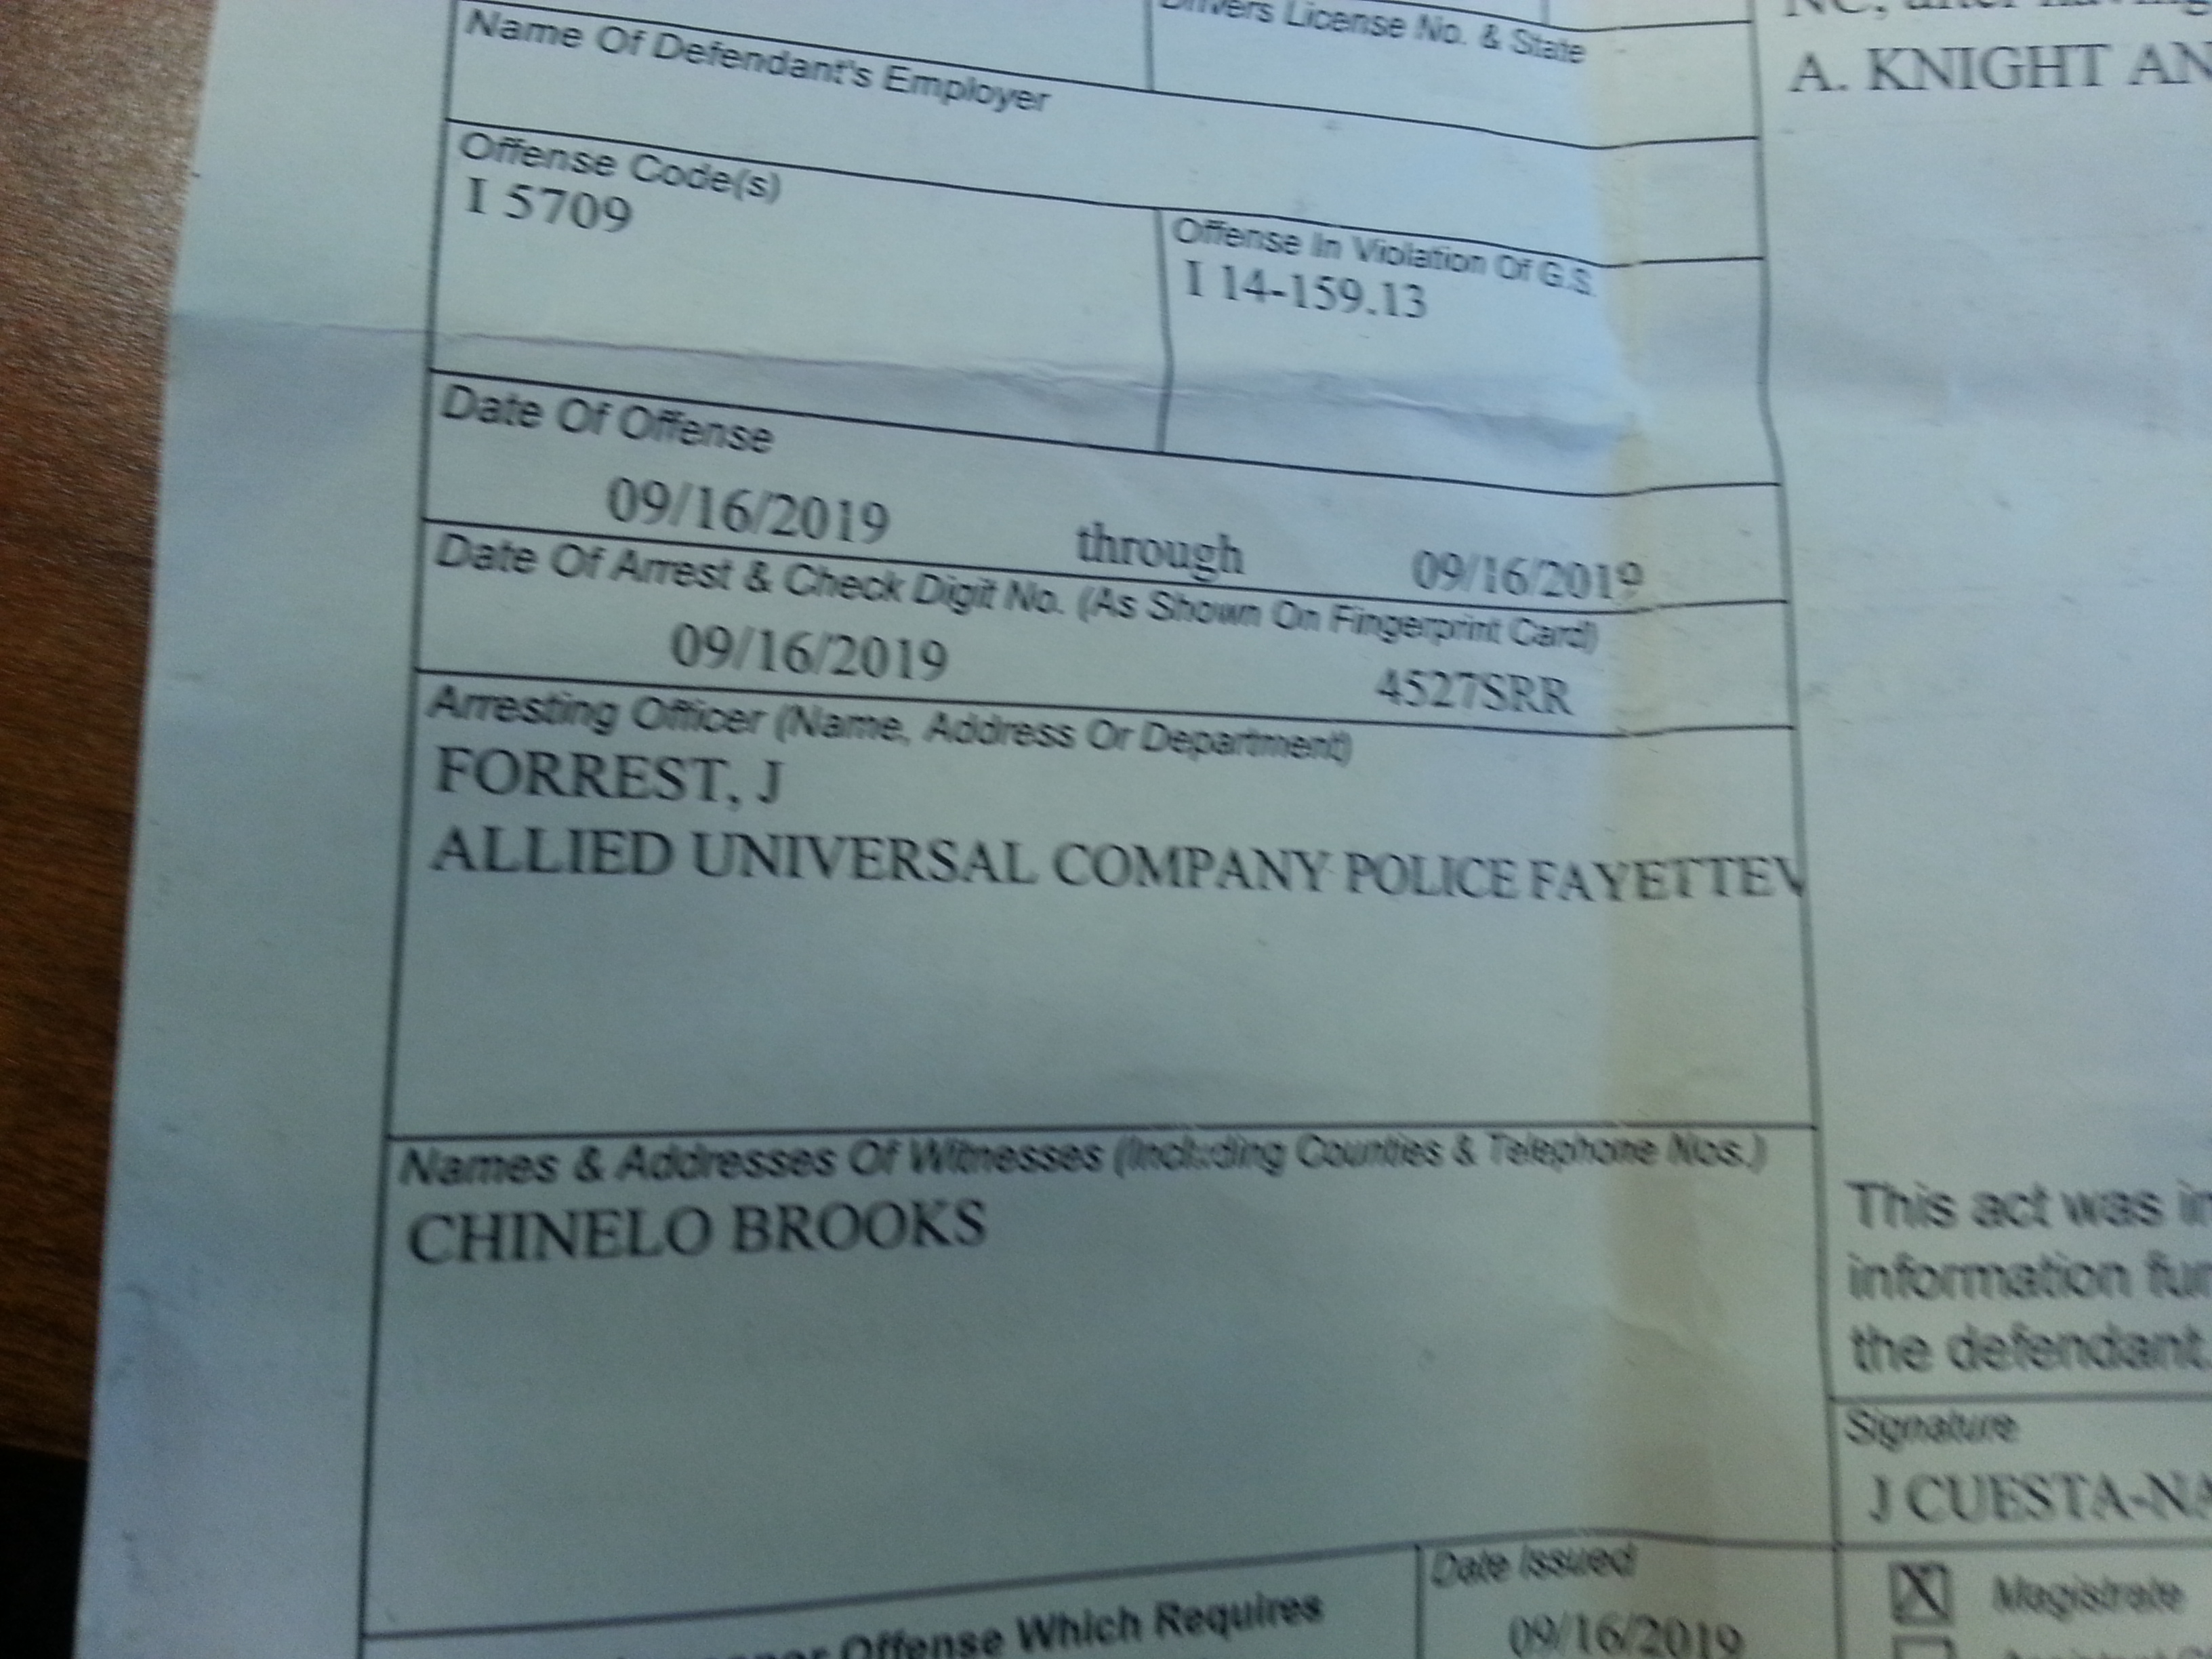 Drivers License No. & State
NC, after having
A. KNIGHT AN
Name Of Defendant's Employer
Offense Code(s)
I 5709
Offense In Violation Of G.S.
I 14-159.13
Date Of Offense
09/16/2019 through 09/16/2019
Date Of Arrest & Check Digit No. (As Shown On Fingerprint Card)
09/16/2019 4527SRR
Arresting Officer (Name, Address Or Department)
FORREST, J
ALLIED UNIVERSAL COMPANY POLICE FAYETTEV
Names & Addresses Of Witnesses (Including Counties & Telephone Nos.)
CHINELO BROOKS
Offense Which Requires
Date Issued
09/16/2019
This act was in
information fur
the defendant.
Signature
J CUESTA-NA
X Magistrate